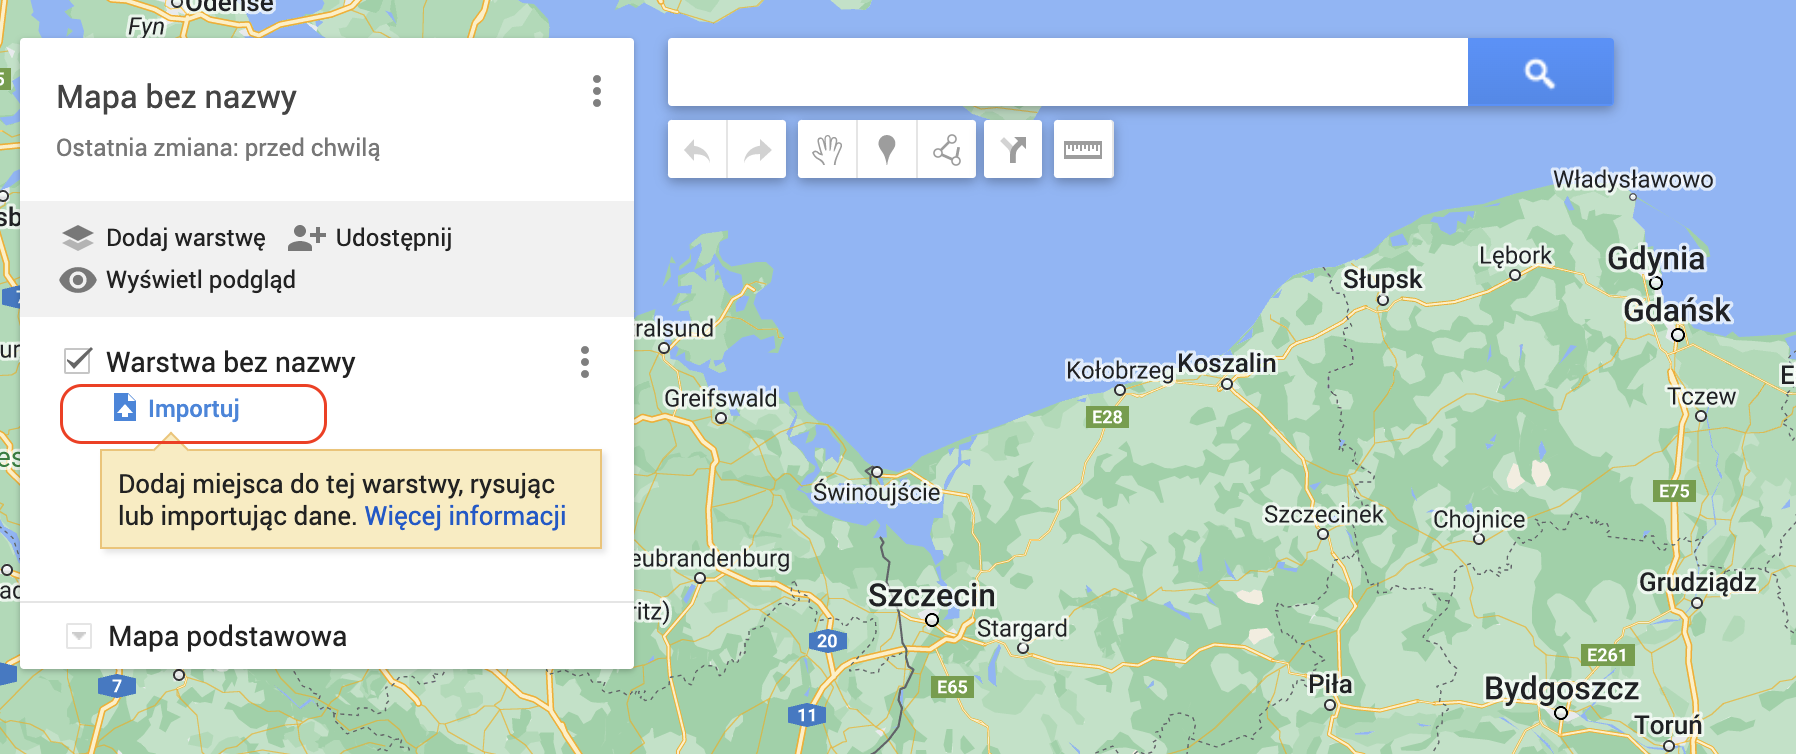 Odense
Fyn
Mapa bez nazwy
Ostatnia zmiana: przed chwilą
Dodaj warstwę
Udostępnij
Wyświetl podgląd
Warstwa bez nazwy
Importuj
Dodaj miejsca do tej warstwy, rysując
lub importując dane. Więcej informacji
Mapa podstawowa
7
Władysławowo
Lębork
Gdynia
Słupsk
Gdańsk
ralsund
Kołobrzeg
Koszalin
Greifswald
E28
Tczew
Świnoujście
E75
Szczecinek
Chojnice
eubrandenburg
Szczecin
Grudziądz
ritz)
20
Stargard
E261
E65
Piła
Bydgoszcz
11
Toruń